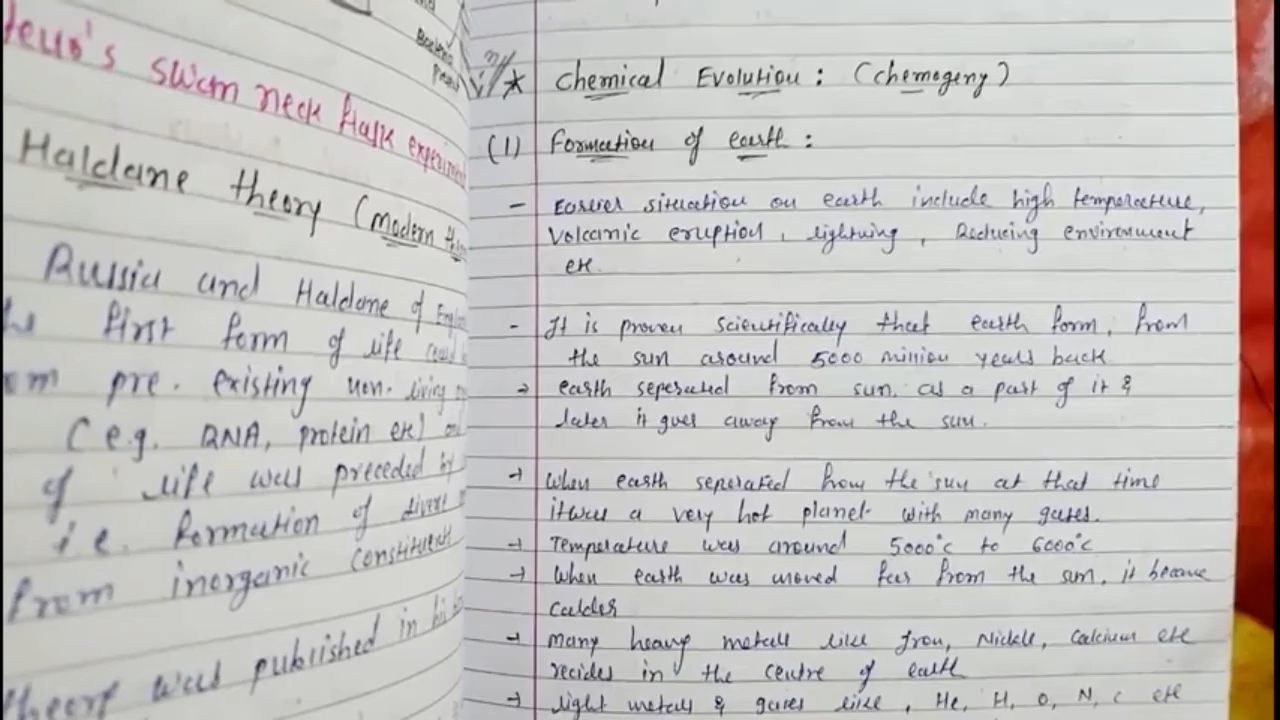 swan neck flask experiment
Haldane theory (Modern
Russia and Haldane of
first form of life
pre. existing non. living
(e.g. RNA, protein etc)
of life was preceded by
i.e. formation of
from inorganic constituents
theory was published in his
★ Chemical Evolution : (chemogeny)
(1) Formation of earth :
- Earlier situation on earth include high temperature,
volcanic eruption, lightning, Reducing environment
etc.
- It is proven scientifically that earth form, from
the sun around 5000 million years back
→ earth seperated from sun, as a part of it &
later it goes away from the sun.
→ When earth seperated from the sun at that time
it was a very hot planet with many gases.
→ Temperature was around 5000°c to 6000°c
→ When earth was moved far from the sun, it became
colder
→ many heavy metals like Iron, Nickle, Calcium etc
recides in the centre of earth
→ light metals & gases like, He, H, O, N, C etc